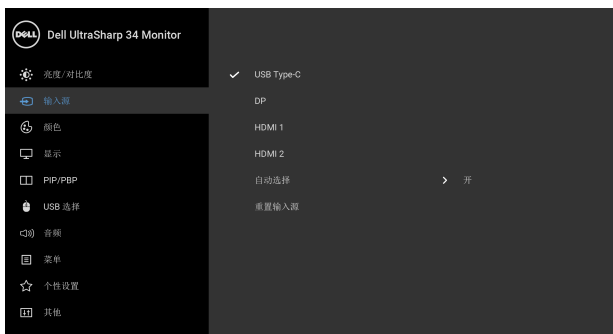 DELL Dell UltraSharp 34 Monitor
亮度/对比度
USB Type-C
输入源
DP
颜色
HDMI 1
显示
HDMI 2
PIP/PBP
自动选择 开
USB 选择
重置输入源
音频
菜单
个性设置
其他